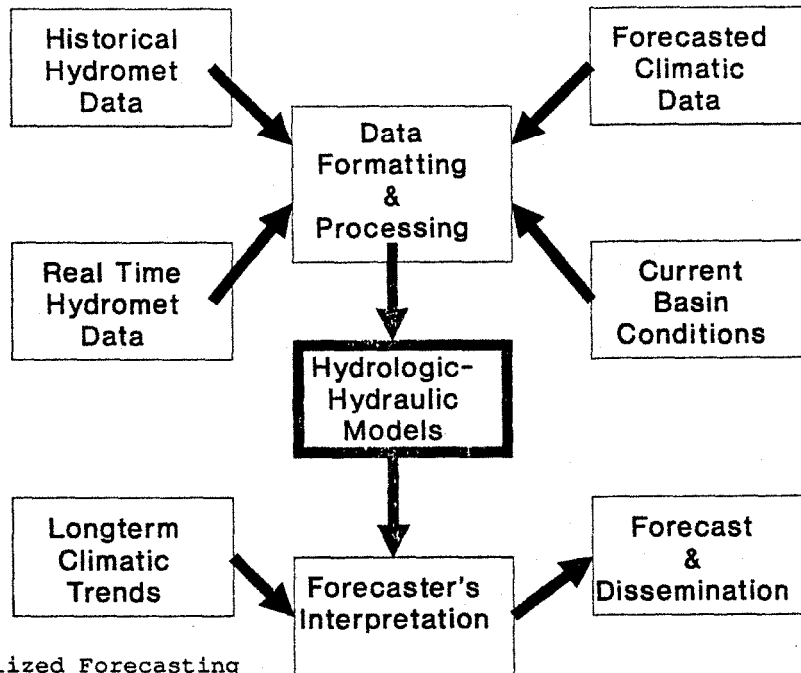 Historical
Hydromet
Data
Forecasted
Climatic
Data
Data
Formatting
&
Processing
Real Time
Hydromet
Data
Current
Basin
Conditions
Hydrologic-
Hydraulic
Models
Longterm
Climatic
Trends
Forecaster's
Interpretation
Forecast
&
Dissemination
lized Forecasting